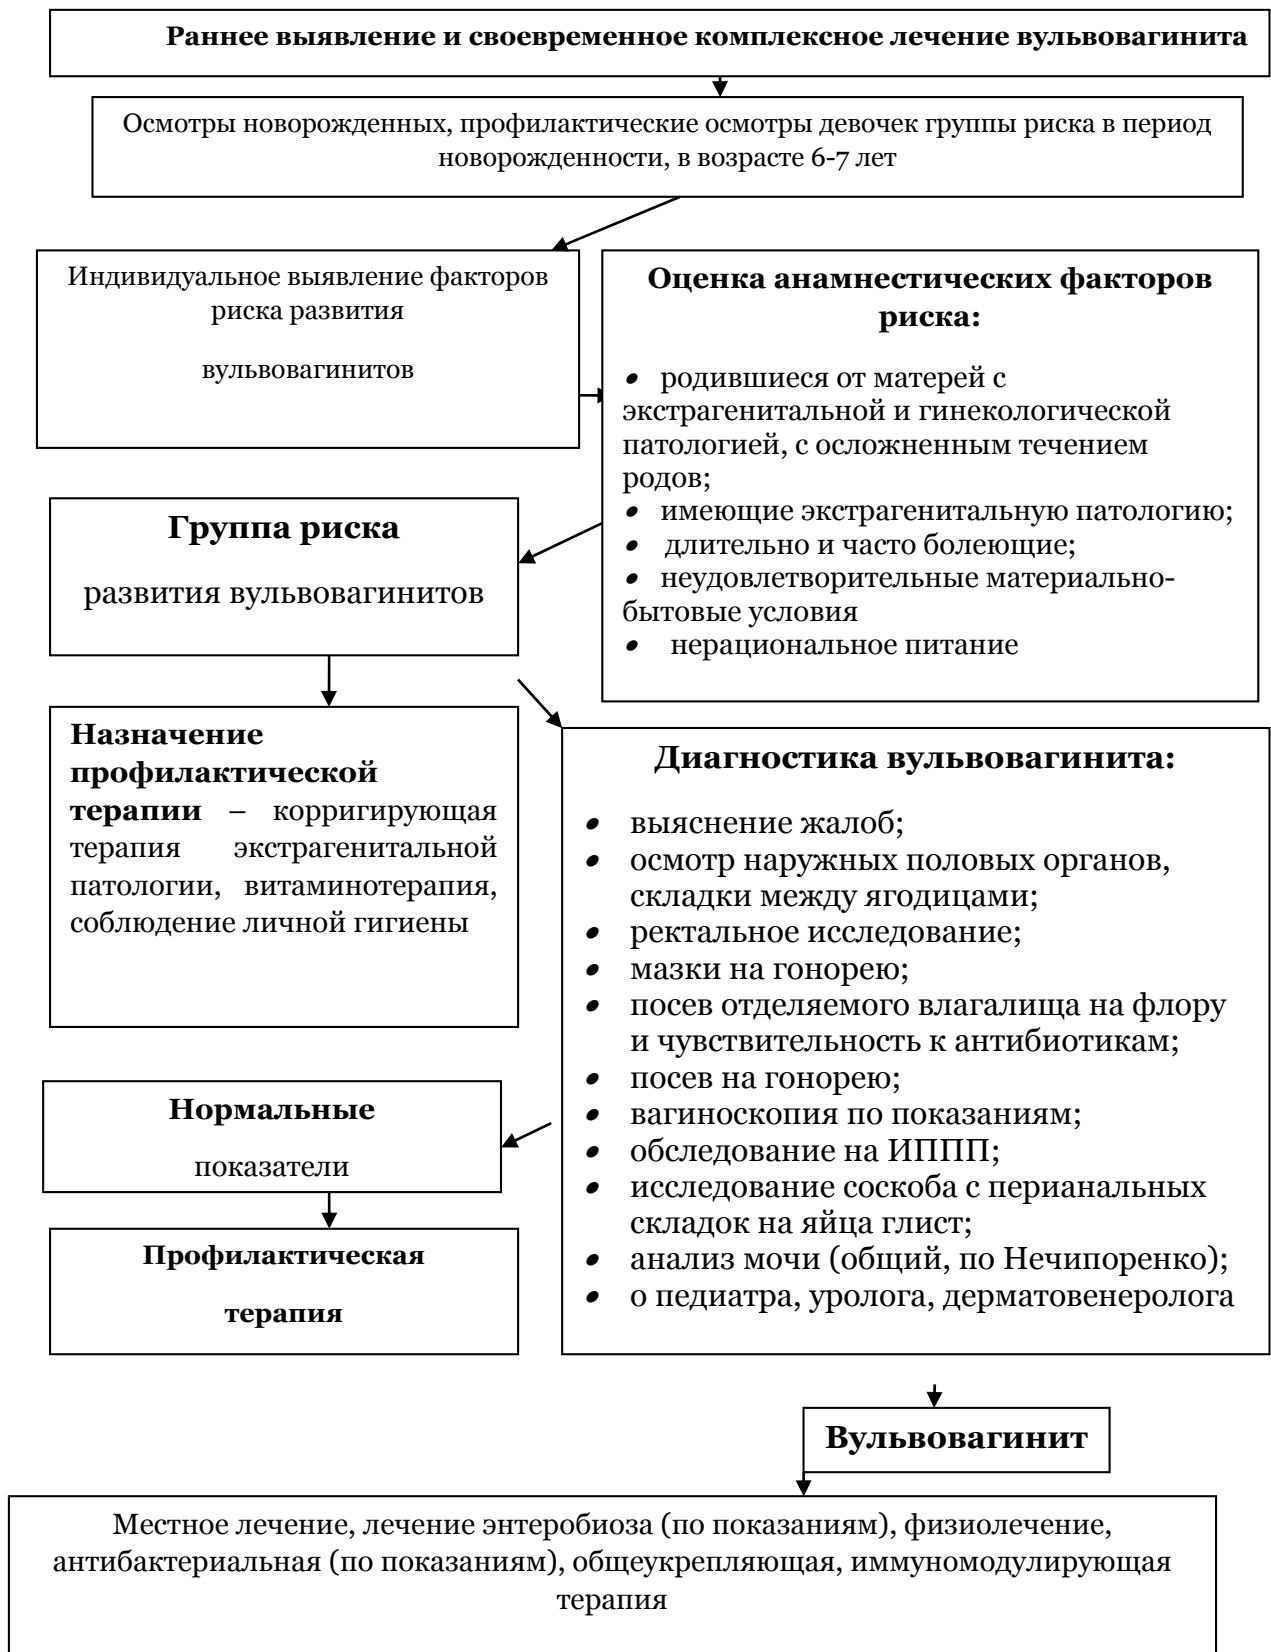 Раннее выявление и своевременное комплексное лечение вульвовагинита
Осмотры новорожденных, профилактические осмотры девочек группы риска в период
новорожденности, в возрасте 6-7 лет
Индивидуальное выявление факторов
риска развития
вульвовагинитов
Оценка анамнестических факторов
риска:
• родившиеся от матерей с
экстрагенитальной и гинекологической
патологией, с осложненным течением
родов;
• имеющие экстрагенитальную патологию;
• длительно и часто болеющие;
• неудовлетворительные материально-
бытовые условия
• нерациональное питание
Группа риска
развития вульвовагинитов
Назначение
профилактической
терапии – корригирующая
терапия экстрагенитальной
патологии, витаминотерапия,
соблюдение личной гигиены
Диагностика вульвовагинита:
• выяснение жалоб;
• осмотр наружных половых органов,
складки между ягодицами;
• ректальное исследование;
• мазки на гонорею;
• посев отделяемого влагалища на флору
и чувствительность к антибиотикам;
• посев на гонорею;
• вагиноскопия по показаниям;
• обследование на ИППП;
• исследование соскоба с перианальных
складок на яйца глист;
• анализ мочи (общий, по Нечипоренко);
• о педиатра, уролога, дерматовенеролога
Нормальные
показатели
Профилактическая
терапия
Вульвовагинит
Местное лечение, лечение энтеробиоза (по показаниям), физиолечение,
антибактериальная (по показаниям), общеукрепляющая, иммуномодулирующая
терапия